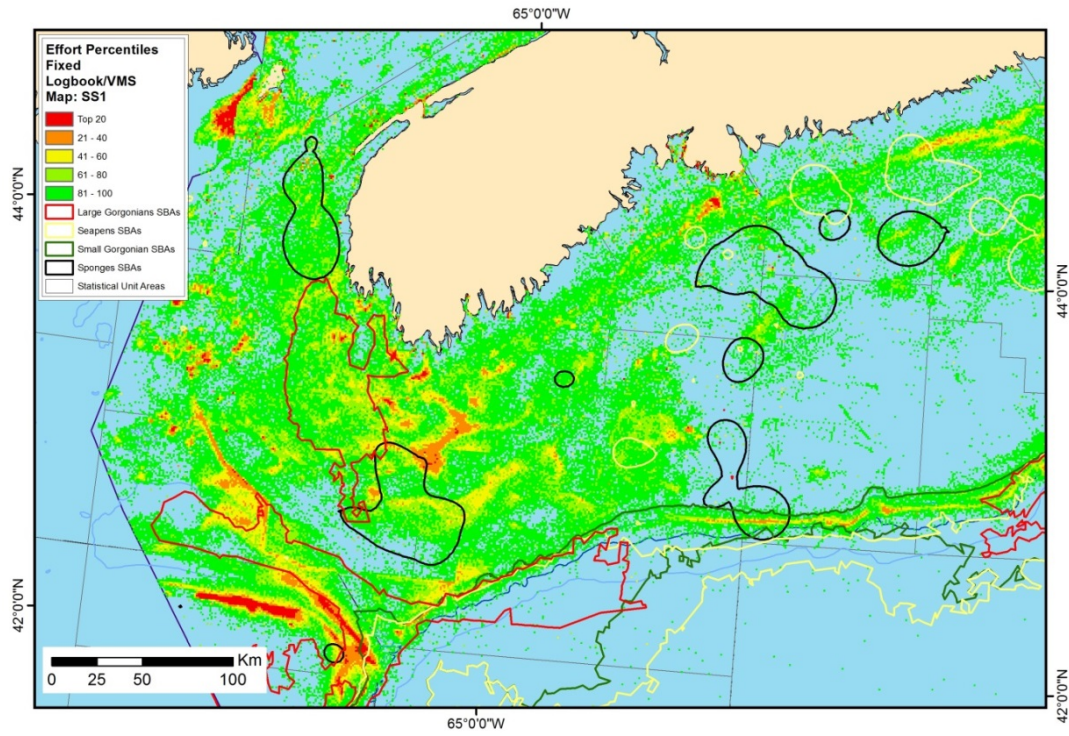 65°0'0"W
Effort Percentiles
Fixed
Logbook/VMS
Map: SS1
Top 20
21 - 40
41 - 60
61 - 80
81 - 100
Large Gorgonians SBAs
Seapens SBAs
Small Gorgonian SBAs
Sponges SBAs
Statistical Unit Areas
44°0'0"N
44°0'0"N
42°0'0"N
42°0'0"N
Km
0 25 50 100
65°0'0"W